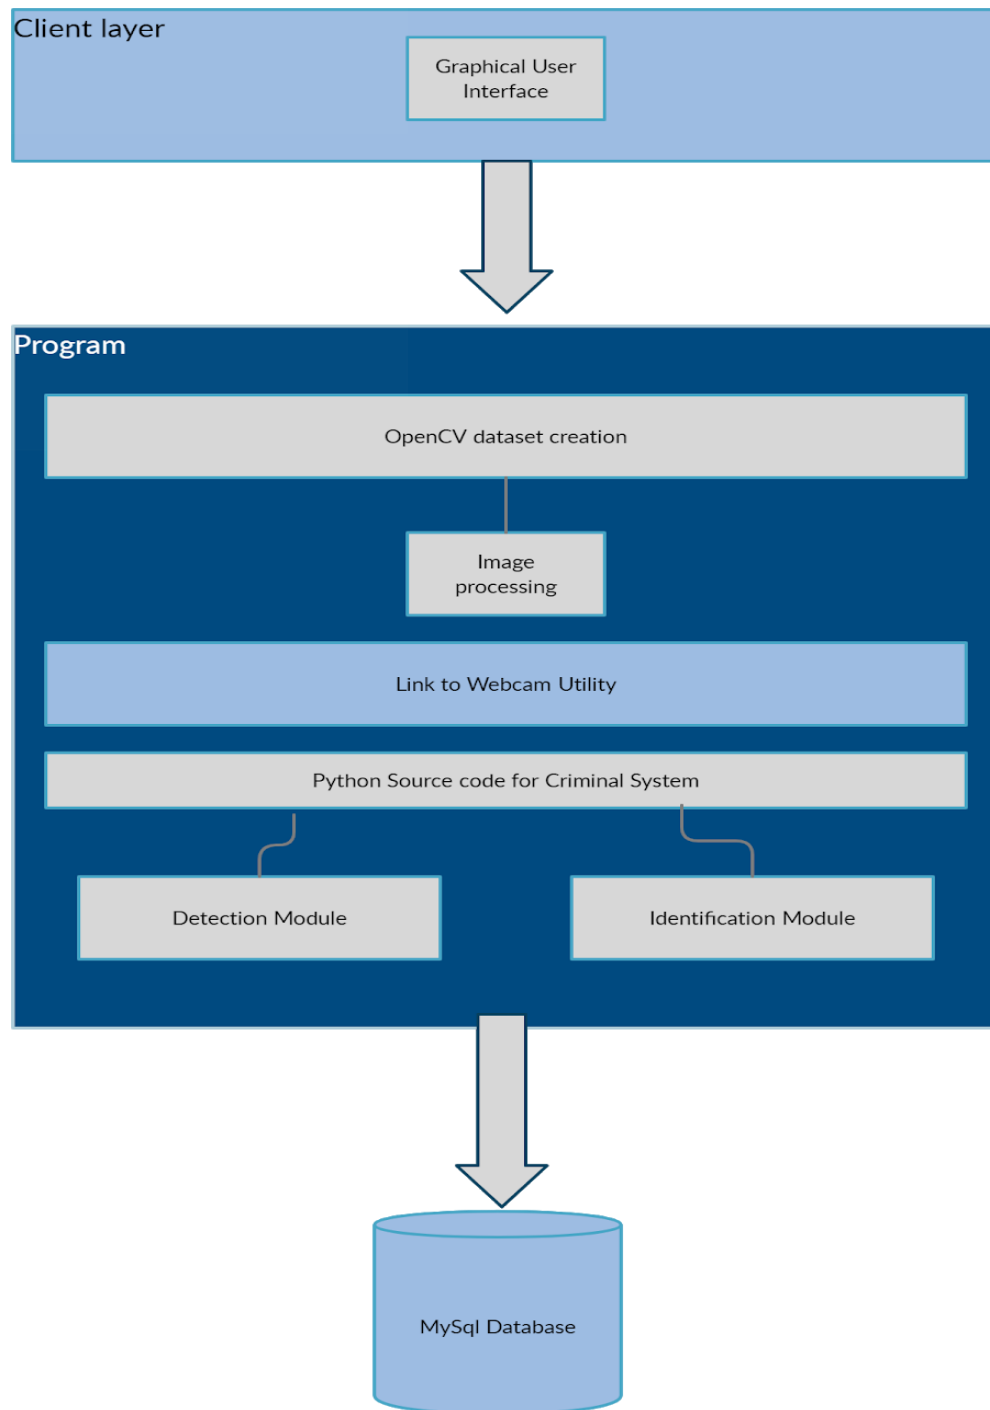 Client layer
Graphical User
Interface
Program
OpenCV dataset creation
Image
processing
Link to Webcam Utility
Python Source code for Criminal System
Detection Module
Identification Module
MySql Database